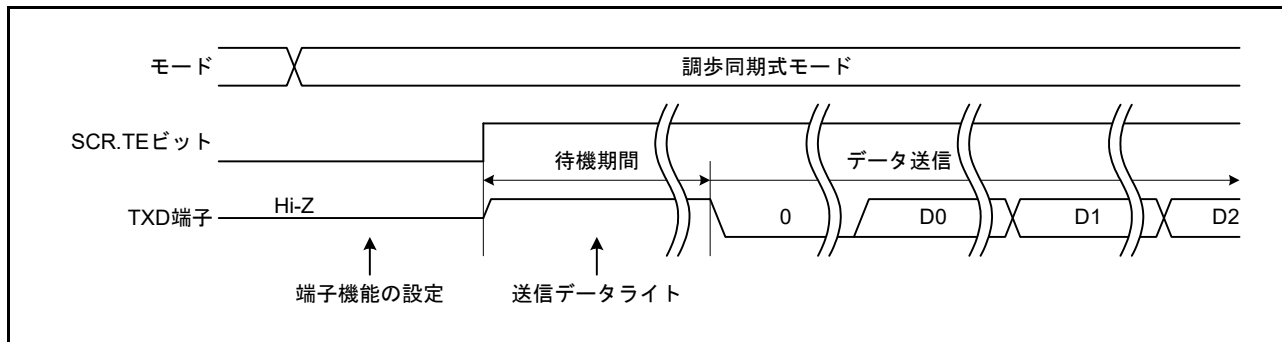 モード
調歩同期式モード
SCR.TEビット
待機期間
データ送信
TXD端子
Hi-Z
0
D0
D1
D2
端子機能の設定
送信データライト